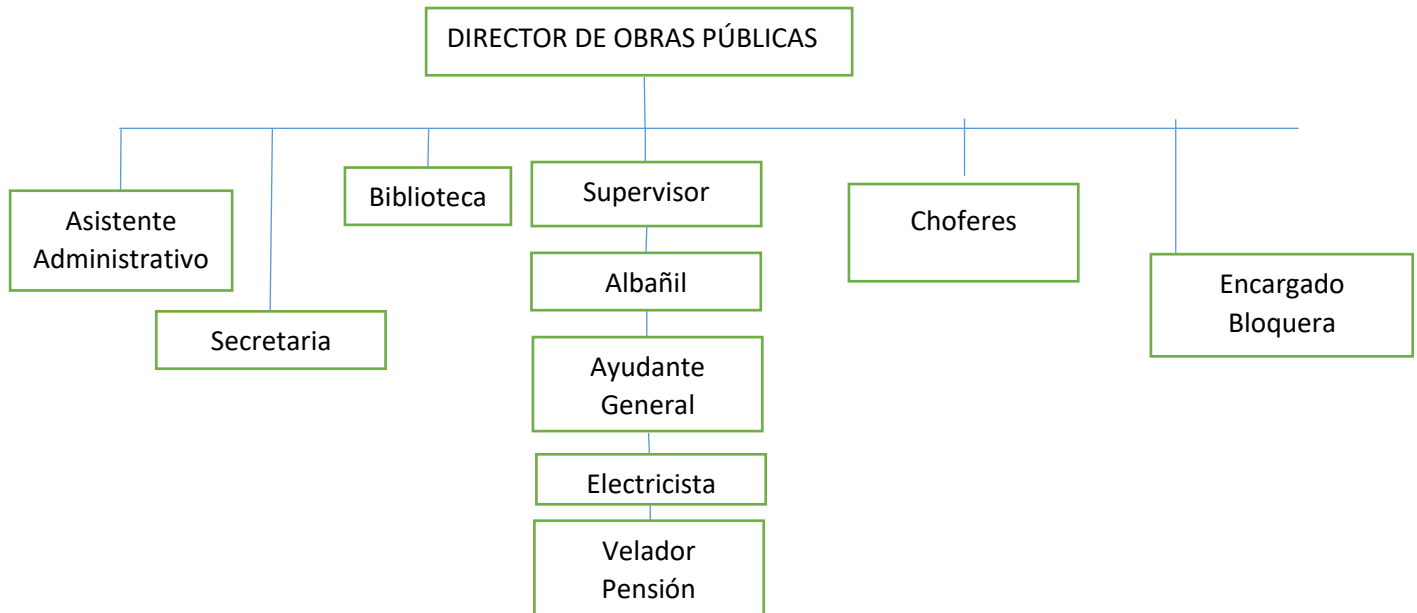 DIRECTOR DE OBRAS PÚBLICAS
Asistente
Administrativo
Secretaria
Biblioteca
Supervisor
Albañil
Ayudante
General
Electricista
Velador
Pensión
Choferes
Encargado
Bloquera